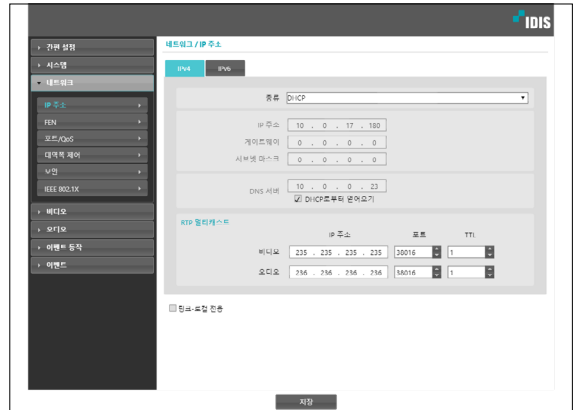 IDIS
간편 설정
시스템
네트워크
IP 주소
FEN
포트/QoS
대역폭 제어
보안
IEEE 802.1X
비디오
오디오
이벤트 동작
이벤트
네트워크 / IP 주소
IPv4 IPv6
종류 DHCP
IP 주소 10 . 0 . 17 . 180
게이트웨이 0 . 0 . 0 . 0
서브넷 마스크 0 . 0 . 0 . 0
DNS 서버 10 . 0 . 0 . 23
DHCP로부터 얻어오기
RTP 멀티캐스트
IP 주소 포트 TTL
비디오 235 . 235 . 235 . 235 38016 1
오디오 236 . 236 . 236 . 236 38016 1
링크-로컬 전용
저장